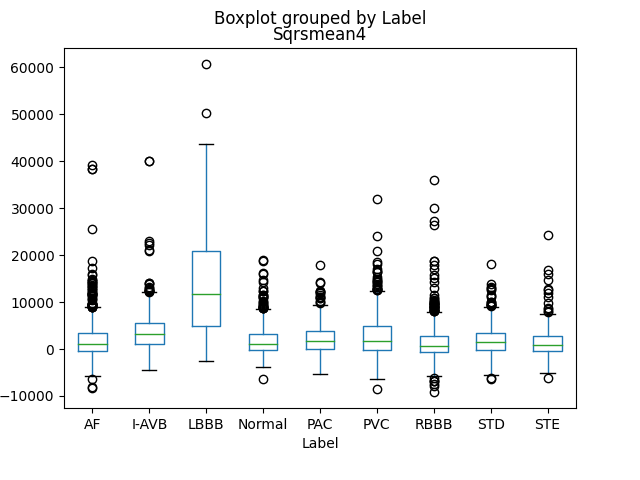 Boxplot grouped by Label
Sqrsmean4
60000
50000
40000
30000
20000
10000
0
−10000
AF I-AVB LBBB Normal PAC PVC RBBB STD STE
Label